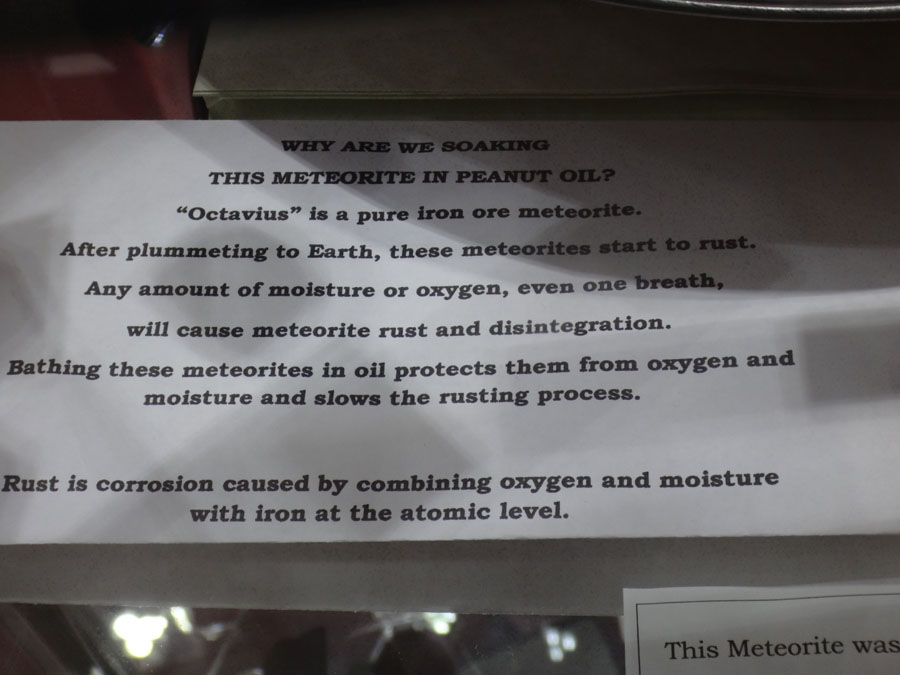 WHY ARE WE SOAKING
THIS METEORITE IN PEANUT OIL?
“Octavius” is a pure iron ore meteorite.
After plummeting to Earth, these meteorites start to rust.
Any amount of moisture or oxygen, even one breath,
will cause meteorite rust and disintegration.
Bathing these meteorites in oil protects them from oxygen and
moisture and slows the rusting process.
Rust is corrosion caused by combining oxygen and moisture
with iron at the atomic level.
This Meteorite was